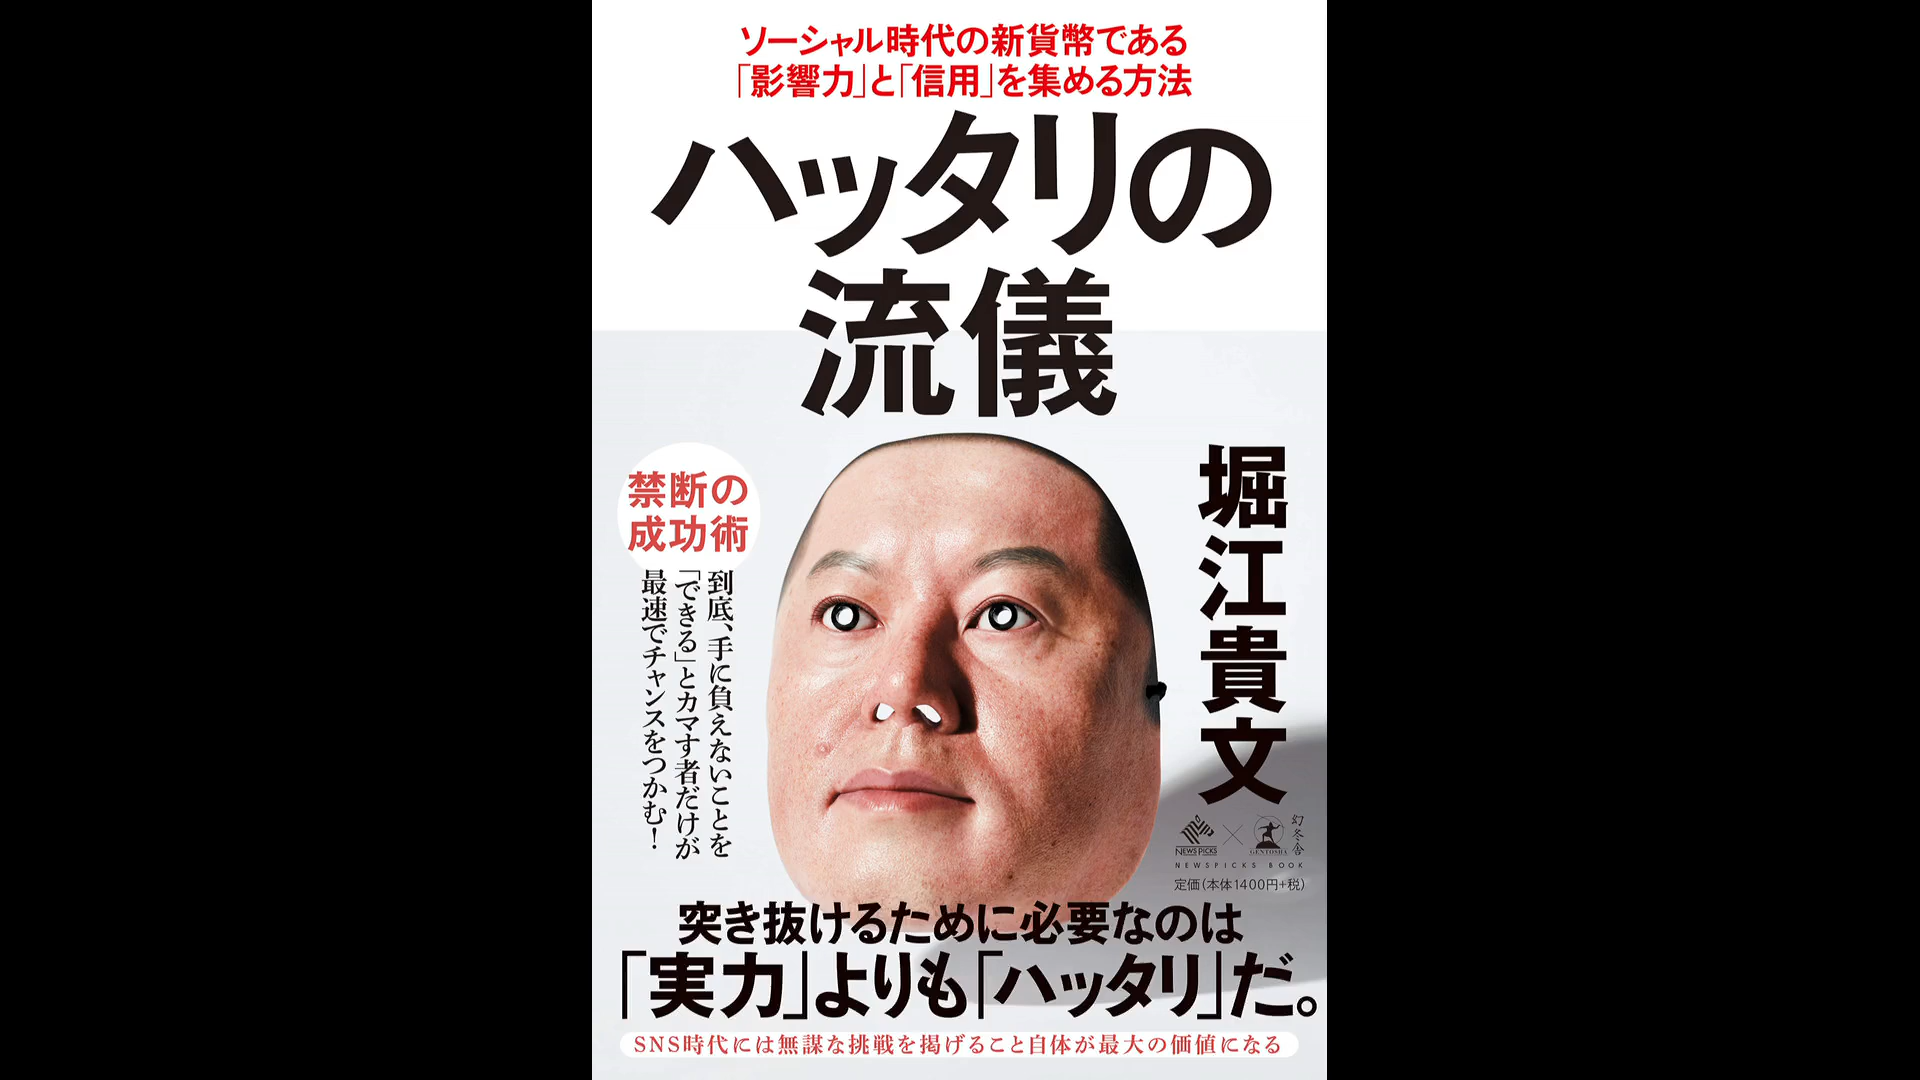 ソーシャル時代の新貨幣である
「影響力」と「信用」を集める方法
ハッタリの
流儀
堀江貴文
禁断の
成功術
到底、手に負えないことを
「できる」とカマす者だけが
最速でチャンスをつかむ!
NEWSPICKS
GENTOSHA
幻冬舎
NEWSPICKS BOOK
定価(本体1400円+税)
突き抜けるために必要なのは
「実力」よりも「ハッタリ」だ。
SNS時代には無謀な挑戦を掲げること自体が最大の価値になる